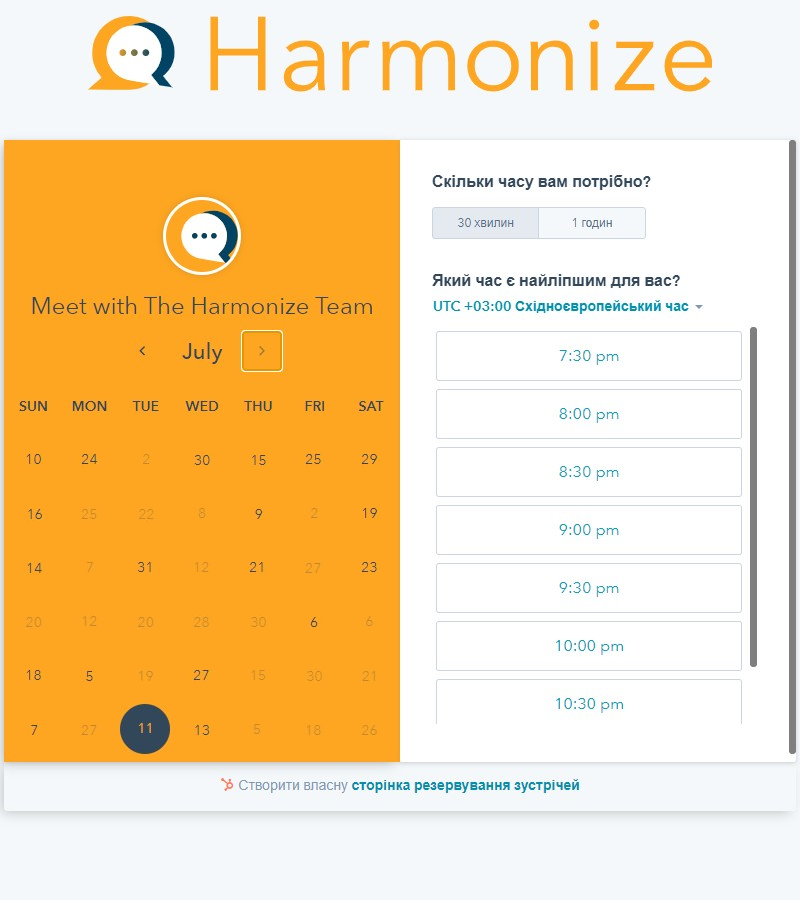 Harmonize
Meet with The Harmonize Team
July
SUN MON TUE WED THU FRI SAT
10 24 2 30 15 25 29
16 25 22 8 9 2 19
14 7 31 12 21 27 23
20 12 20 28 30 6 6
18 5 19 27 15 30 21
7 27 11 13 5 18 26
Скільки часу вам потрібно?
30 хвилин 1 годин
Який час є найліпшим для вас?
UTC +03:00 Східноєвропейський час
7:30 pm
8:00 pm
8:30 pm
9:00 pm
9:30 pm
10:00 pm
10:30 pm
Створити власну сторінка резервування зустрічей